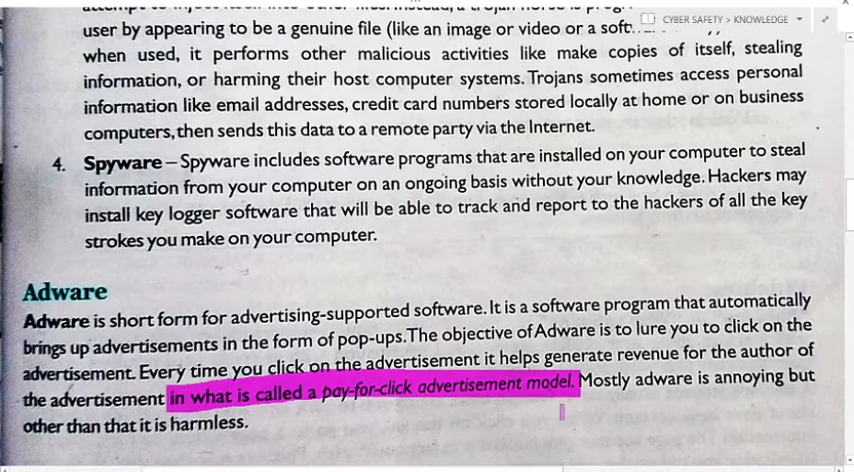 CYBER SAFETY > KNOWLEDGE
user by appearing to be a genuine file (like an image or video or a
when used, it performs other malicious activities like make copies of itself, stealing
information, or harming their host computer systems. Trojans sometimes access personal
information like email addresses, credit card numbers stored locally at home or on business
computers, then sends this data to a remote party via the Internet.
4. Spyware – Spyware includes software programs that are installed on your computer to steal
information from your computer on an ongoing basis without your knowledge. Hackers may
install key logger software that will be able to track and report to the hackers of all the key
strokes you make on your computer.
Adware
Adware is short form for advertising-supported software. It is a software program that automatically
brings up advertisements in the form of pop-ups. The objective of Adware is to lure you to click on the
advertisement. Every time you click on the advertisement it helps generate revenue for the author of
the advertisement in what is called a pay-for-click advertisement model. Mostly adware is annoying but
other than that it is harmless.